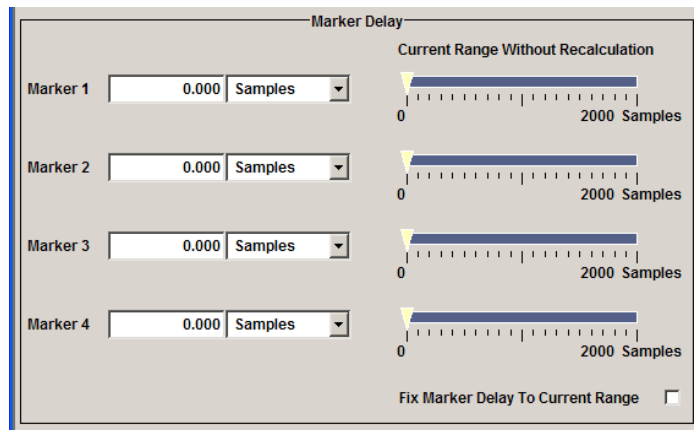 Marker Delay
Current Range Without Recalculation
Marker 1 0.000 Samples
0 2000 Samples
Marker 2 0.000 Samples
0 2000 Samples
Marker 3 0.000 Samples
0 2000 Samples
Marker 4 0.000 Samples
0 2000 Samples
Fix Marker Delay To Current Range